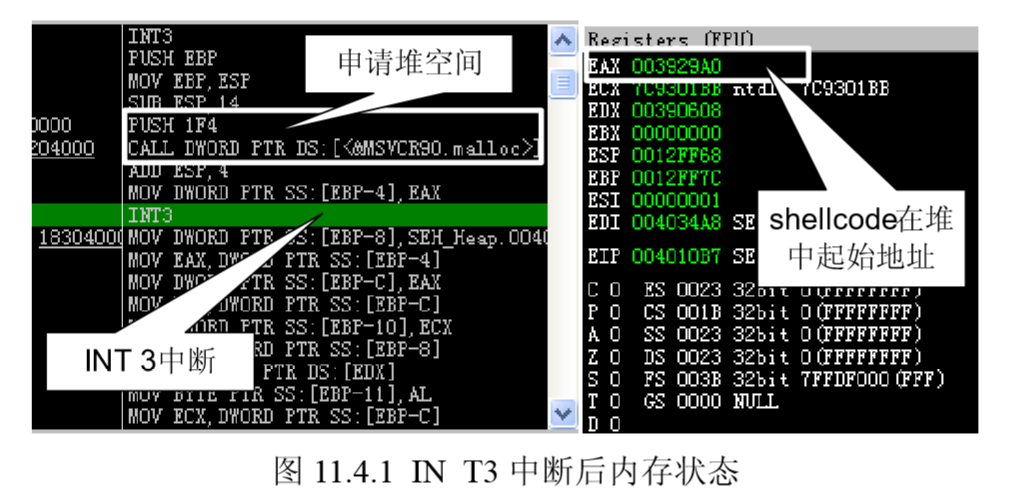 INT3
PUSH EBP
MOV EBP,ESP
SUB ESP,14
0000 PUSH 1F4
204000 CALL DWORD PTR DS:[<&MSVCR90.malloc>]
ADD ESP,4
MOV DWORD PTR SS:[EBP-4],EAX
INT3
18304000 MOV DWORD PTR SS:[EBP-8],SEH_Heap.0040
MOV EAX,DWORD PTR SS:[EBP-4]
MOV DWORD PTR SS:[EBP-C],EAX
MOV ECX,DWORD PTR SS:[EBP-C]
PTR SS:[EBP-10],ECX
PTR SS:[EBP-8]
PTR DS:[EDX]
MOV BYTE PTR SS:[EBP-11],AL
MOV ECX,DWORD PTR SS:[EBP-C]
申请堆空间
INT 3中断
Registers (FPU)
EAX 003929A0
ECX 7C9301BB ntdll 7C9301BB
EDX 00390608
EBX 00000000
ESP 0012FF68
EBP 0012FF7C
ESI 00000001
EDI 004034A8 SE
EIP 004010B7 SE
C 0 ES 0023 32bit 0(FFFFFFFF)
P 0 CS 001B 32bit 0(FFFFFFFF)
A 0 SS 0023 32bit 0(FFFFFFFF)
Z 0 DS 0023 32bit 0(FFFFFFFF)
S 0 FS 003B 32bit 7FFDF000(FFF)
T 0 GS 0000 NULL
D 0
shellcode在堆
中起始地址
图 11.4.1 IN T3 中断后内存状态